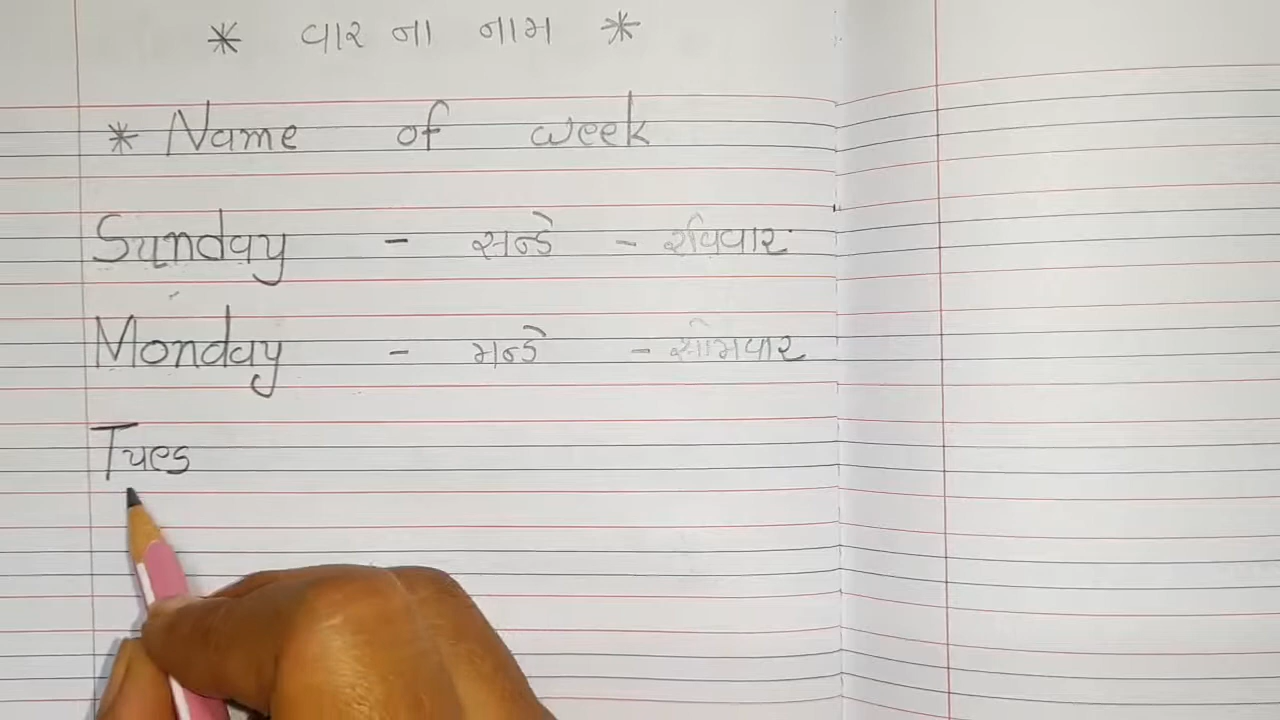 * વાર ના નામ *
* Name of week
Sunday - સન્ડે - રવિવાર
Monday - મન્ડે - સોમવાર
Tues